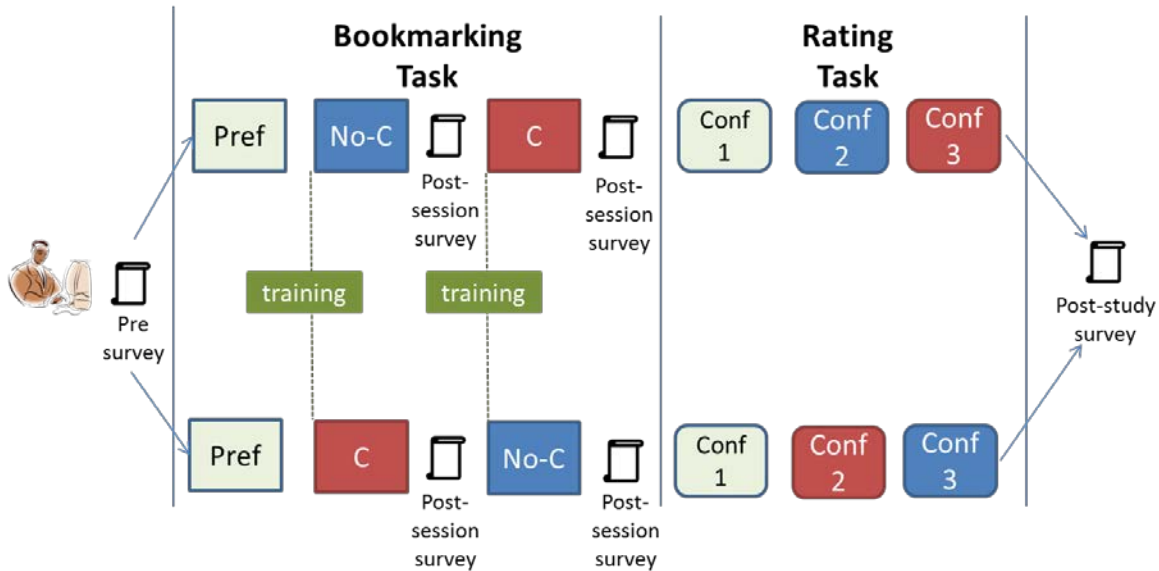 Bookmarking
Task
Rating
Task
Pref
No-C
Post-
session
survey
C
Post-
session
survey
Conf
1
Conf
2
Conf
3
training
training
Pre
survey
Post-study
survey
Pref
C
Post-
session
survey
No-C
Post-
session
survey
Conf
1
Conf
2
Conf
3